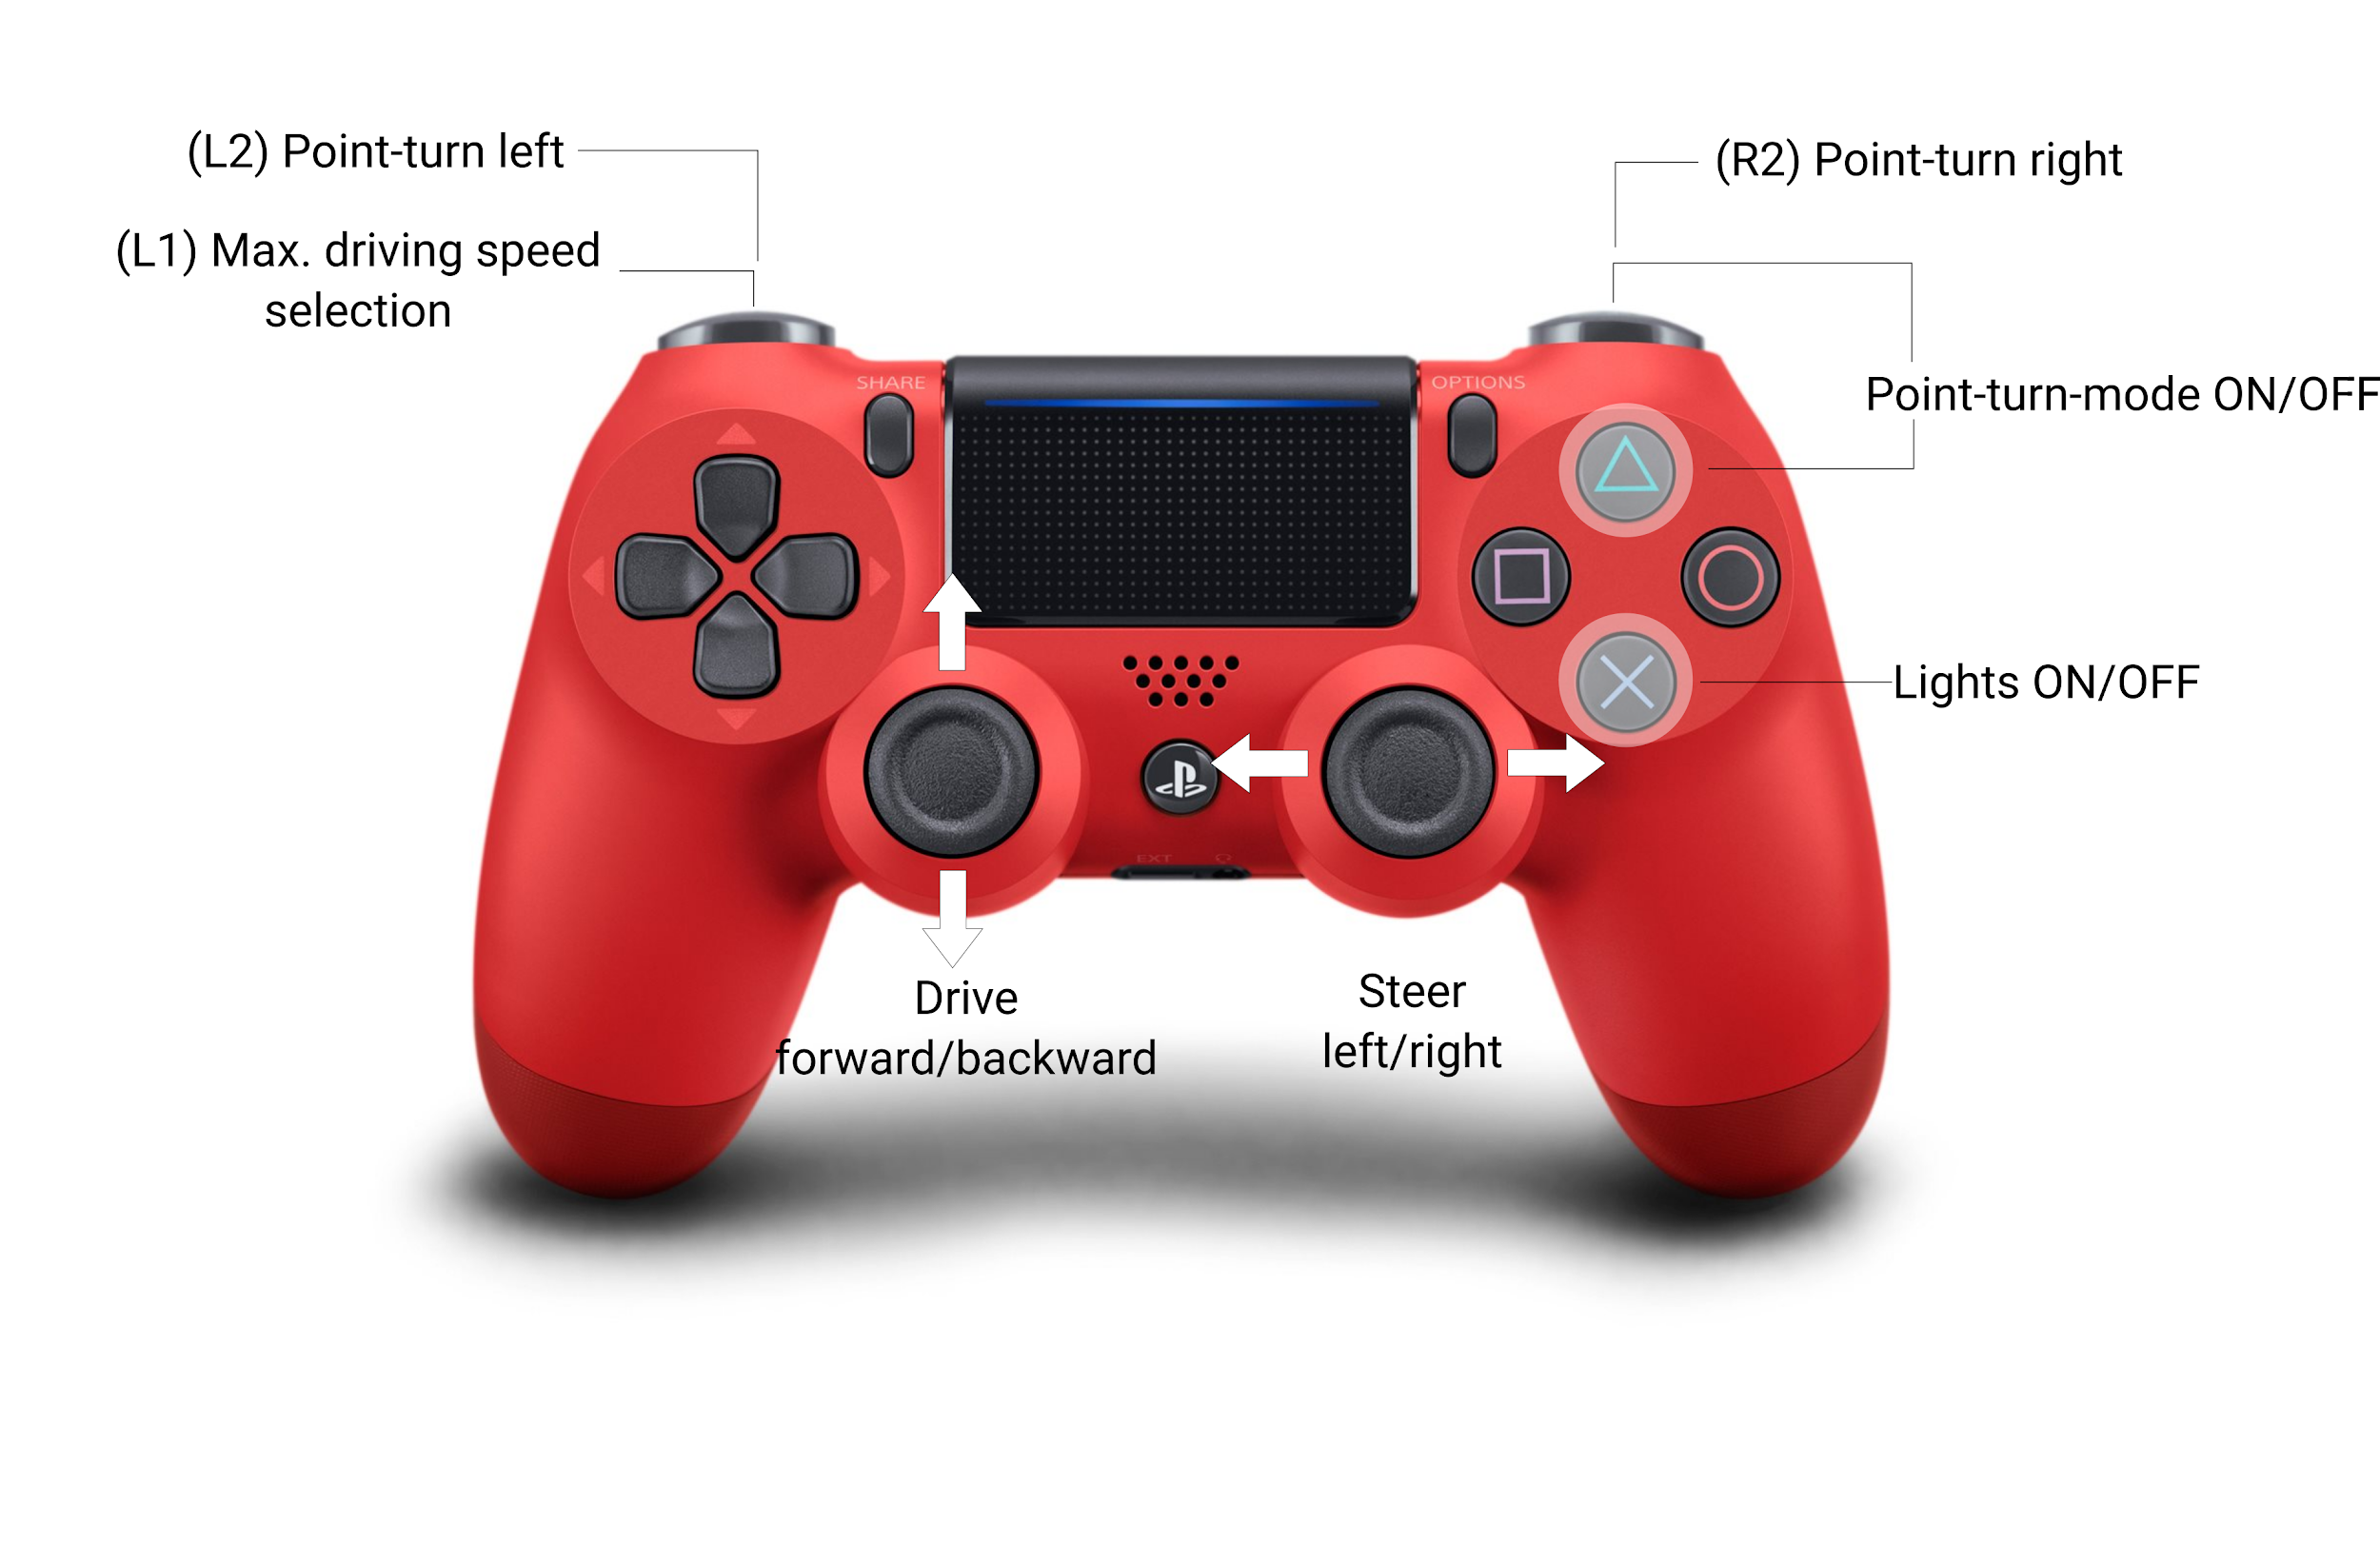 (L2) Point-turn left
(R2) Point-turn right
(L1) Max. driving speed
selection
SHARE
OPTIONS
Point-turn-mode ON/OFF
Lights ON/OFF
EXT
Drive
forward/backward
Steer
left/right